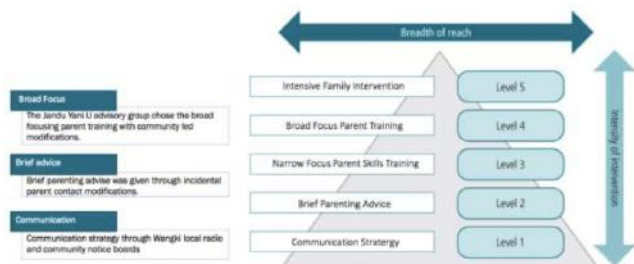 Breadth of reach
Broad Focus
The Jandu Yani U advisory group chose the broad
focusing parent training with community led
modifications.
Brief advice
Brief parenting advise was given through incidental
parent contact modifications.
Communication
Communication strategy through Wangki local radio
and community notice boards
Intensive Family Intervention
Level 5
Broad Focus Parent Training
Level 4
Narrow Focus Parent Skills Training
Level 3
Brief Parenting Advice
Level 2
Communication Stratergy
Level 1
Intensity of intervention